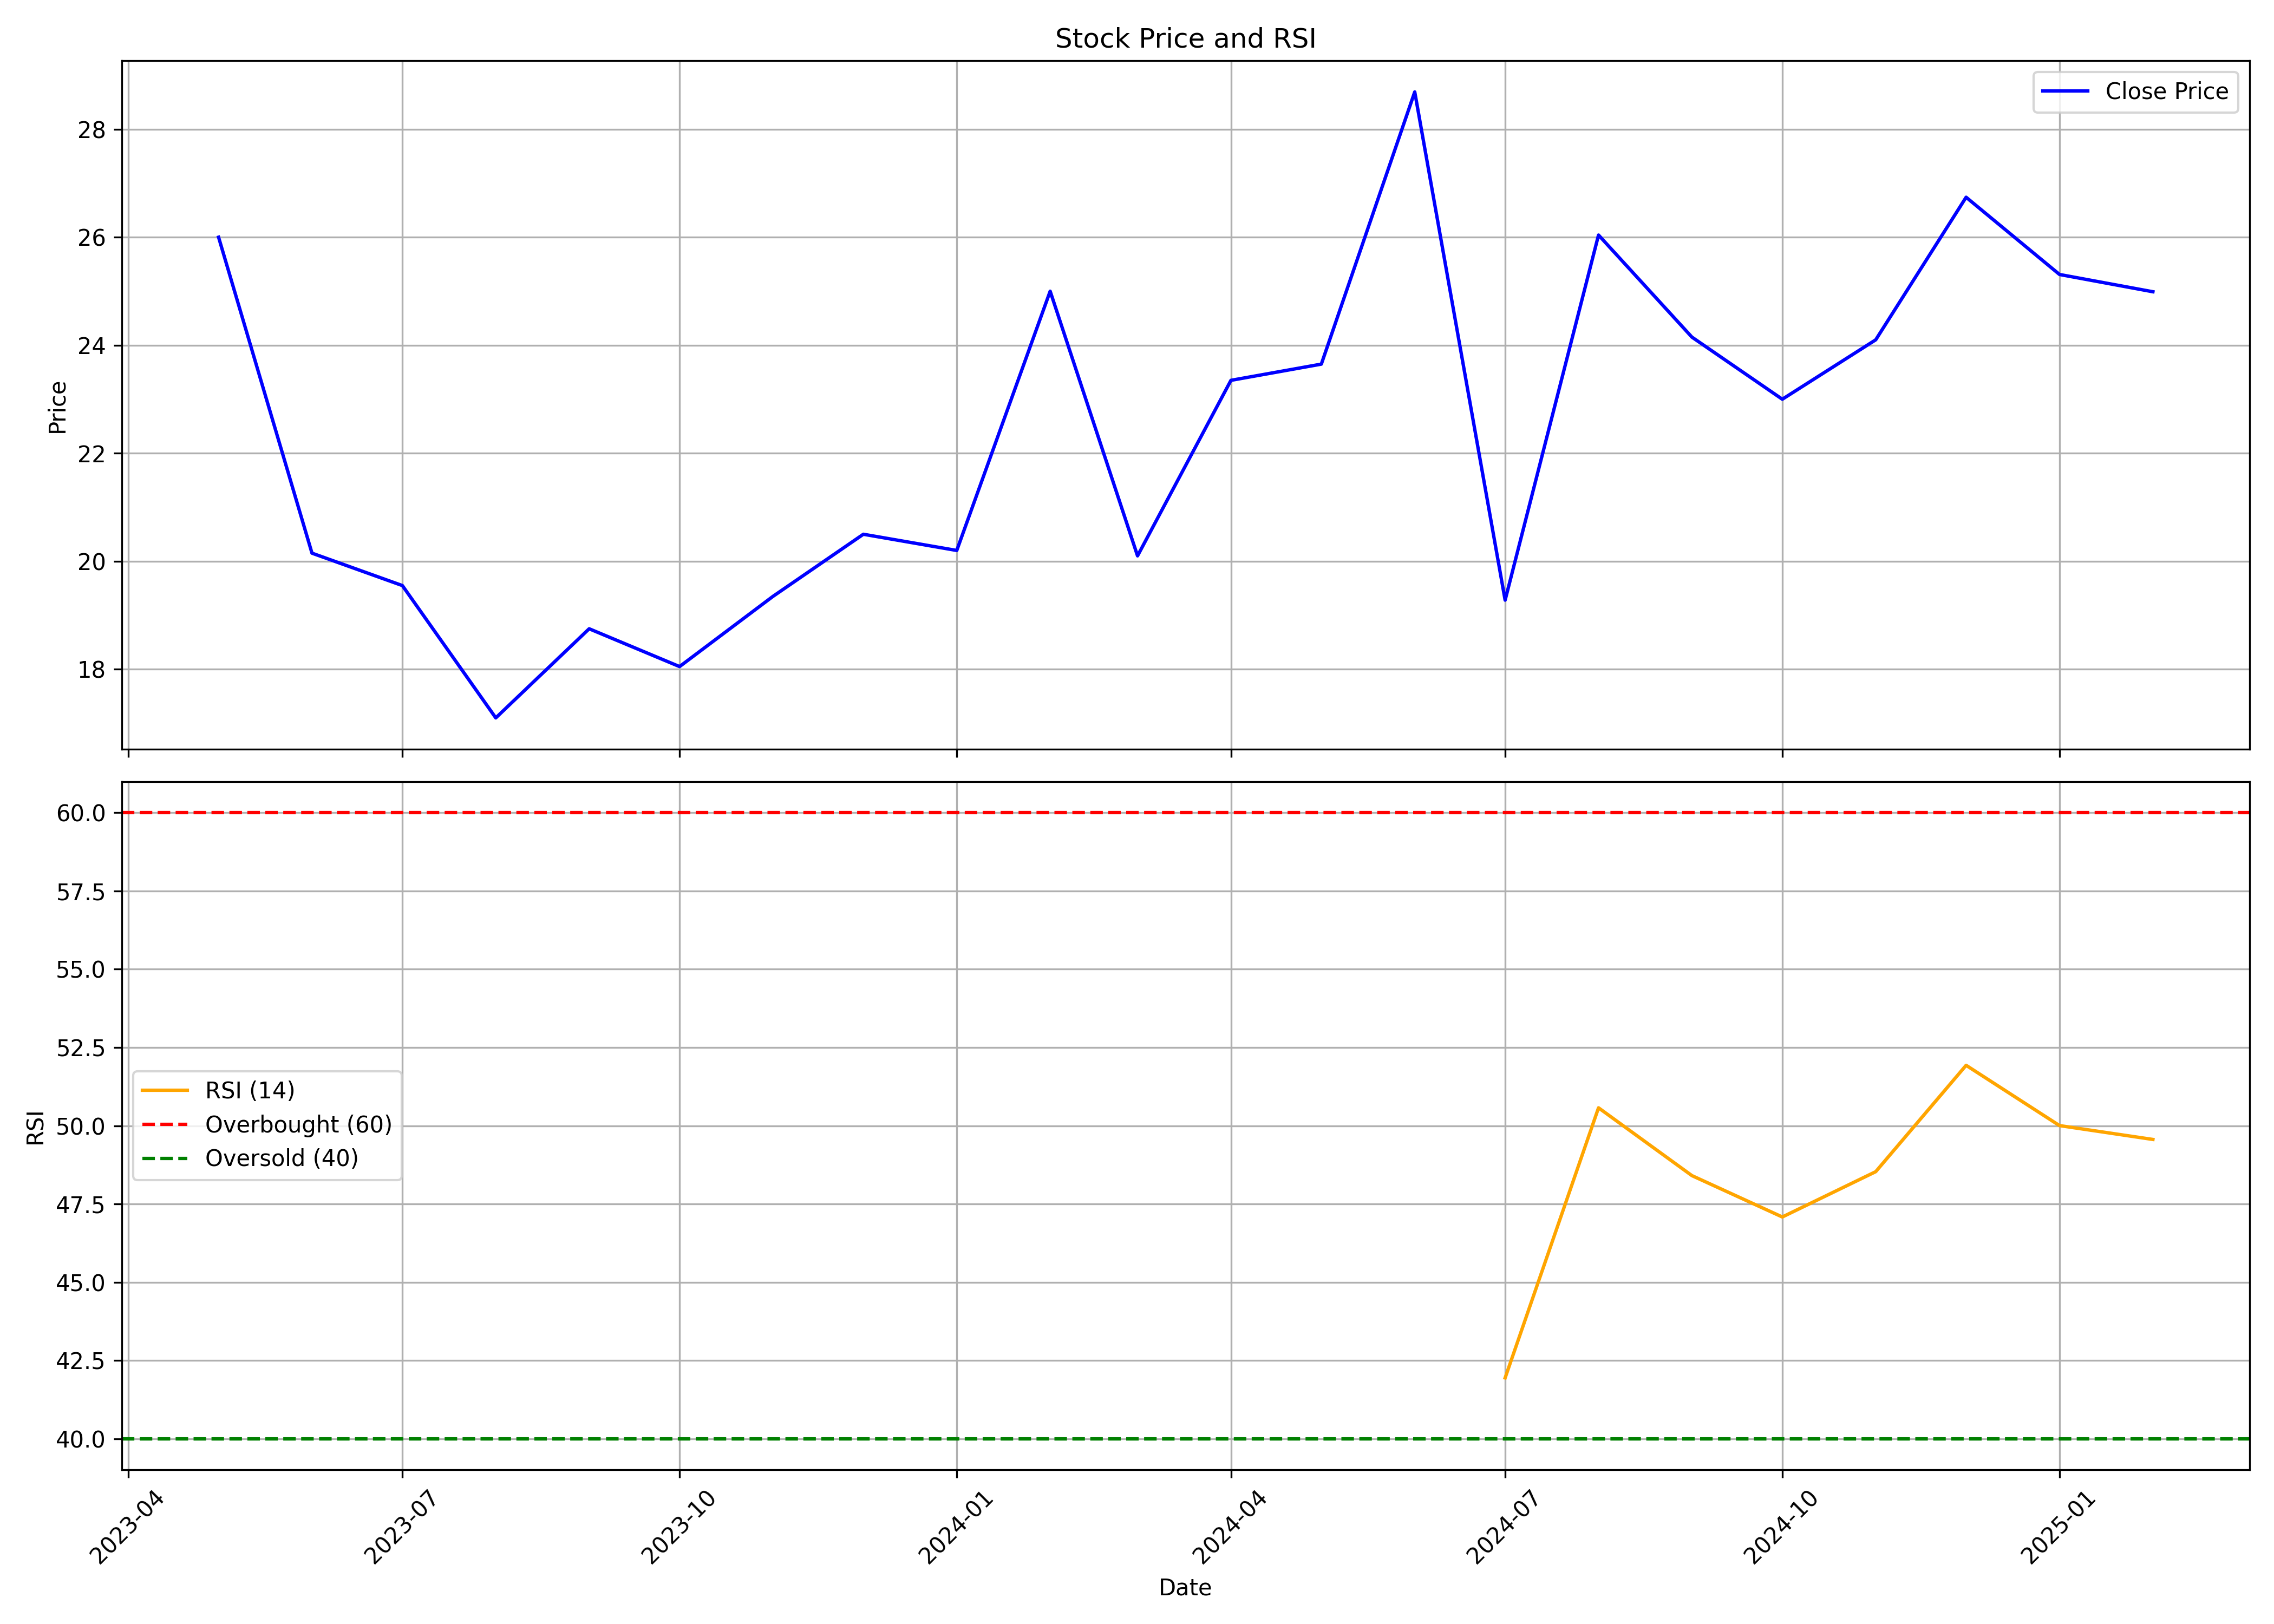 Stock Price and RSI
Close Price
28
26
24
22
20
18
Price
60.0
57.5
55.0
52.5
50.0
47.5
45.0
42.5
40.0
RSI
RSI (14)
Overbought (60)
Oversold (40)
2023-04
2023-07
2023-10
2024-01
2024-04
2024-07
2024-10
2025-01
Date